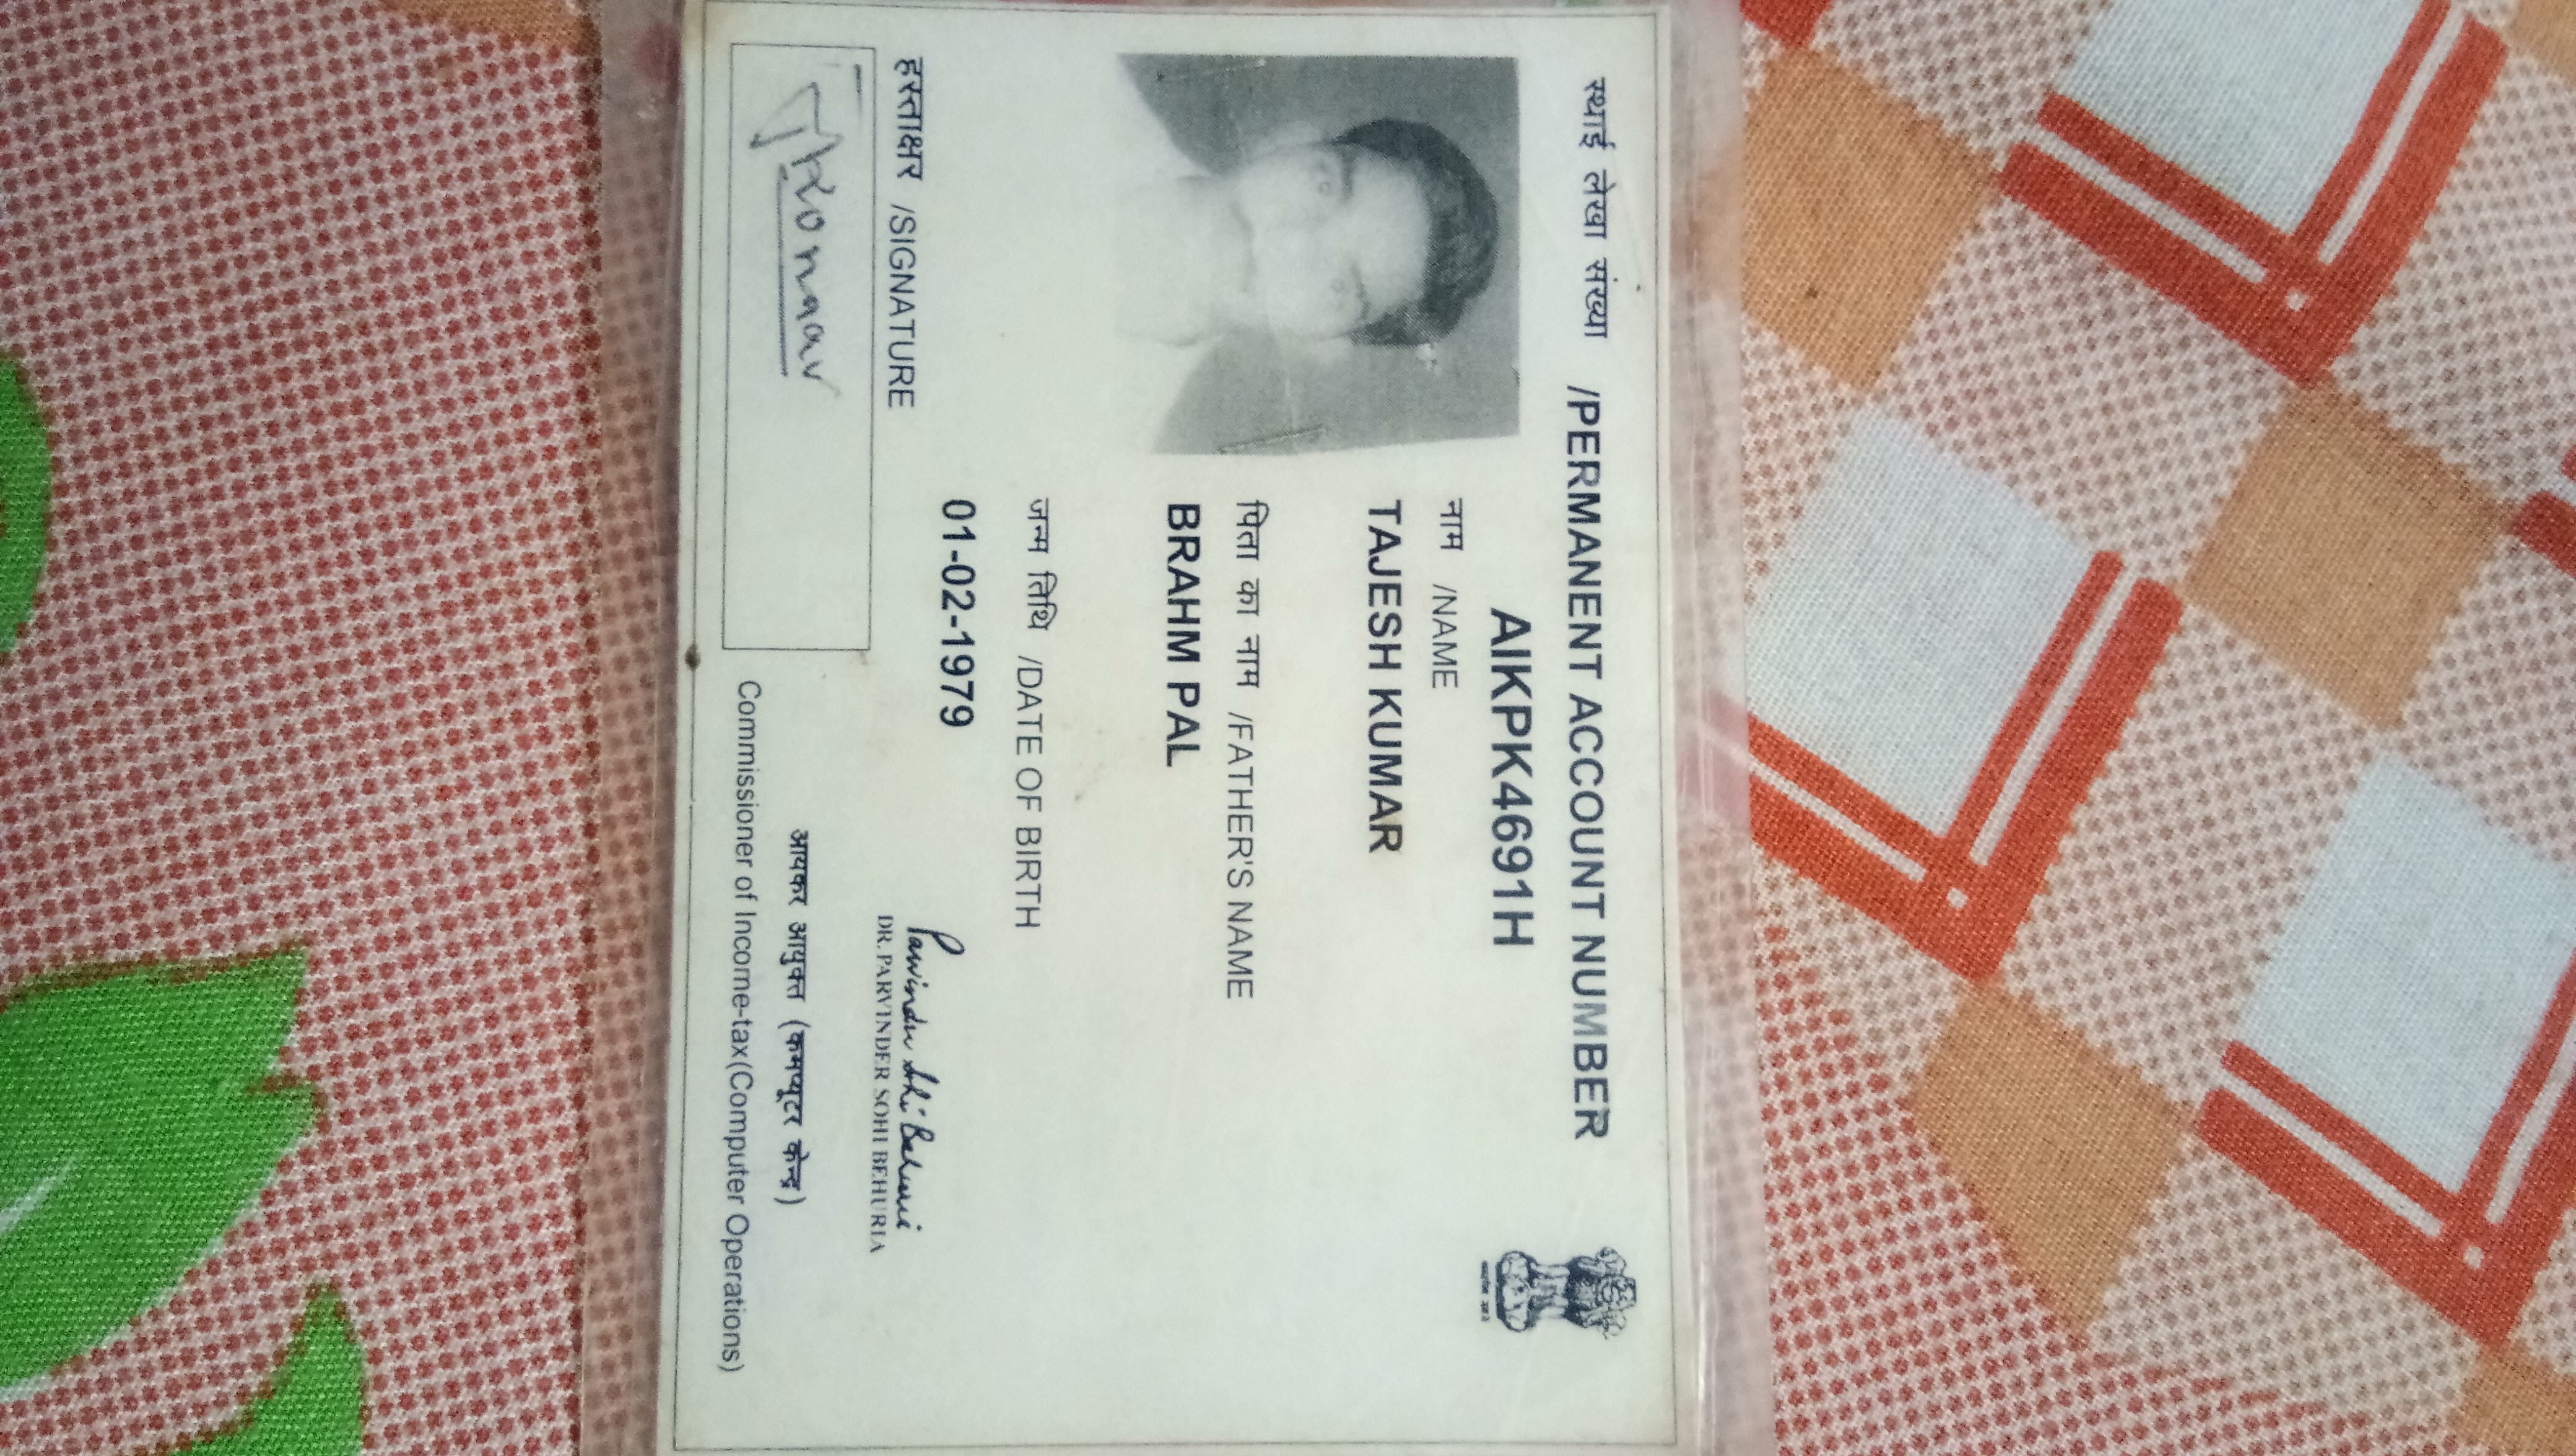 स्थाई लेखा संख्या /PERMANENT ACCOUNT NUMBER
AIKPK4691H
नाम /NAME
TAJESH KUMAR
पिता का नाम /FATHER'S NAME
BRAHM PAL
जन्म तिथि /DATE OF BIRTH
01-02-1979
हस्ताक्षर /SIGNATURE
DR. PARVINDER SOHI BEHURIA
आयकर आयुक्त (कमप्यूटर केन्द्र)
Commissioner of Income-tax(Computer Operations)